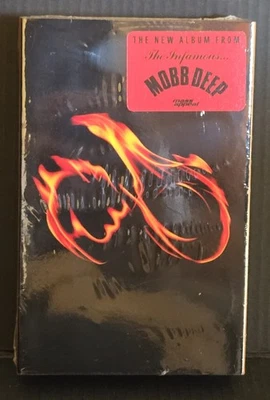 THE NEW ALBUM FROM
The Infamous...
MOBB DEEP